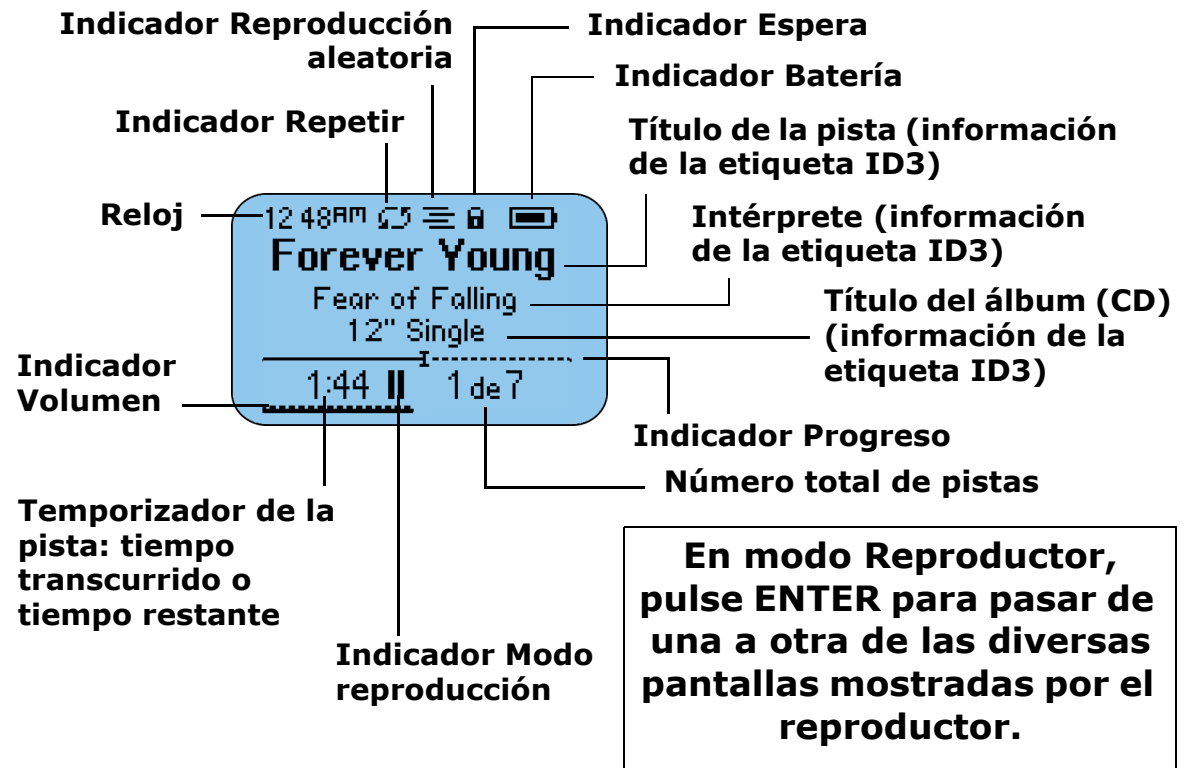 Indicador Reproducción
aleatoria
Indicador Espera
Indicador Batería
Indicador Repetir
Título de la pista (información
de la etiqueta ID3)
Reloj
Intérprete (información
de la etiqueta ID3)
Título del álbum (CD)
(información de la
etiqueta ID3)
12 48AM
Forever Young
Fear of Falling
12" Single
1:44
1 de 7
Indicador
Volumen
Indicador Progreso
Número total de pistas
Temporizador de la
pista: tiempo
transcurrido o
tiempo restante
Indicador Modo
reproducción
En modo Reproductor,
pulse ENTER para pasar de
una a otra de las diversas
pantallas mostradas por el
reproductor.